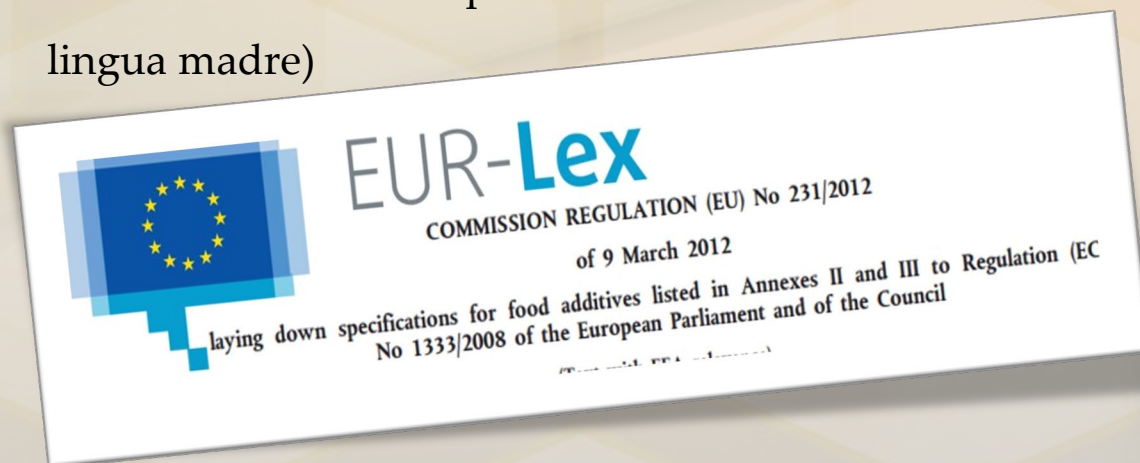 lingua madre)
EUR-Lex
COMMISSION REGULATION (EU) No 231/2012
of 9 March 2012
laying down specifications for food additives listed in Annexes II and III to Regulation (EC
No 1333/2008 of the European Parliament and of the Council